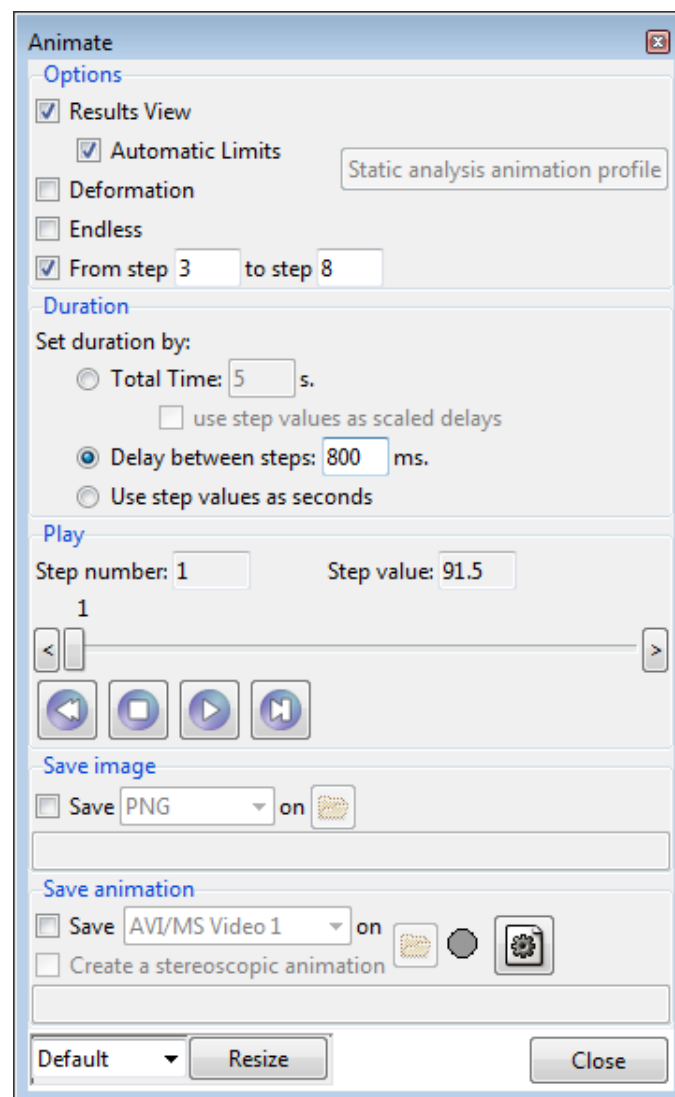 Animate
Options
Results View
Automatic Limits
Static analysis animation profile
Deformation
Endless
From step 3 to step 8
Duration
Set duration by:
Total Time: 5 s.
use step values as scaled delays
Delay between steps: 800 ms.
Use step values as seconds
Play
Step number: 1 Step value: 91.5
1
< >
Save image
Save PNG on
Save animation
Save AVI/MS Video 1 on
Create a stereoscopic animation
Default Resize Close